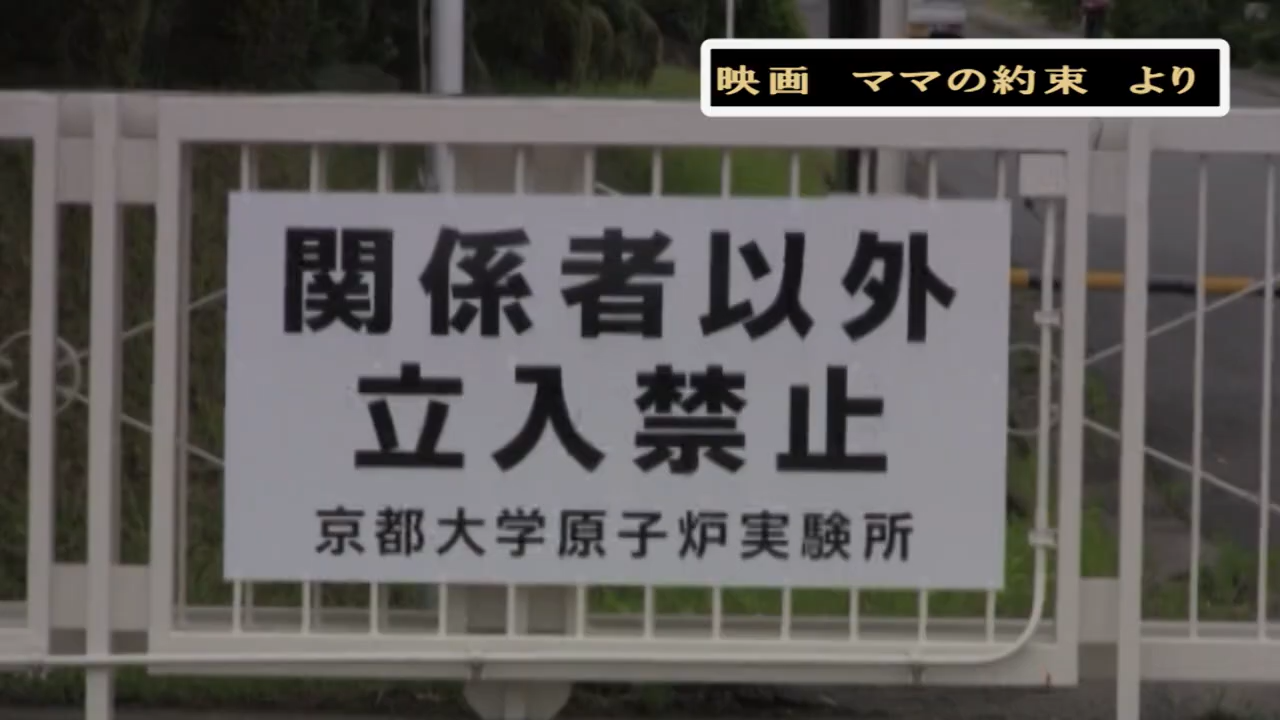 映画　ママの約束　より
関係者以外
立入禁止
京都大学原子炉実験所